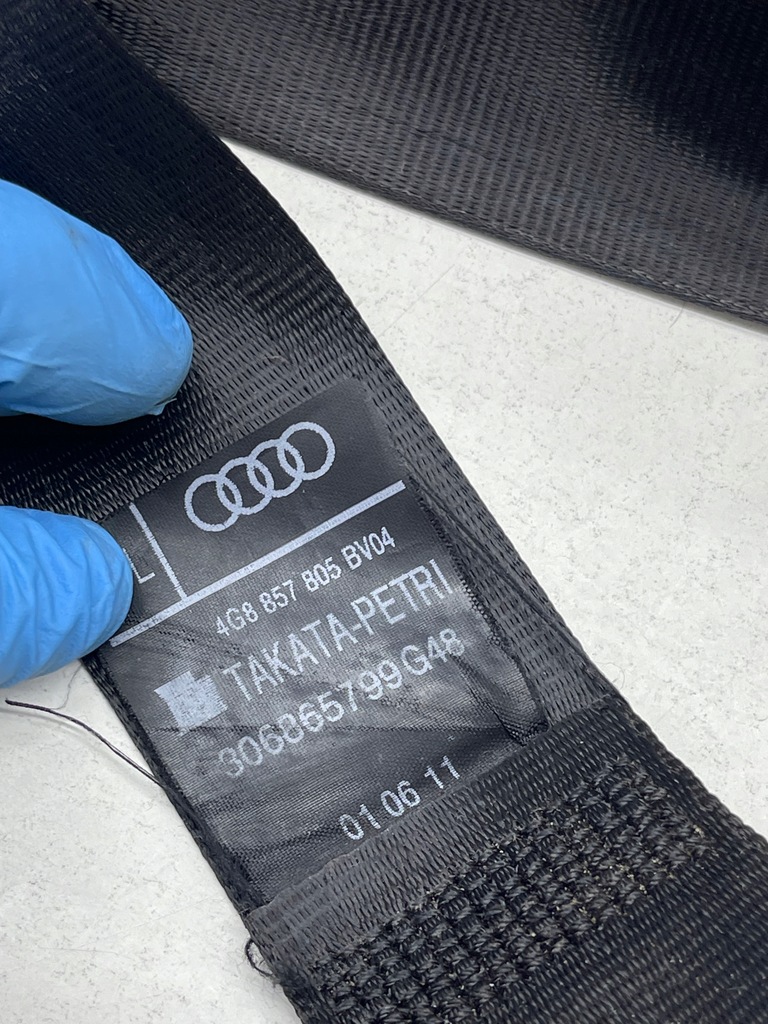 L
4G8 857 805 BV04
TAKATA-PETRI
306865799G48
01 06 11